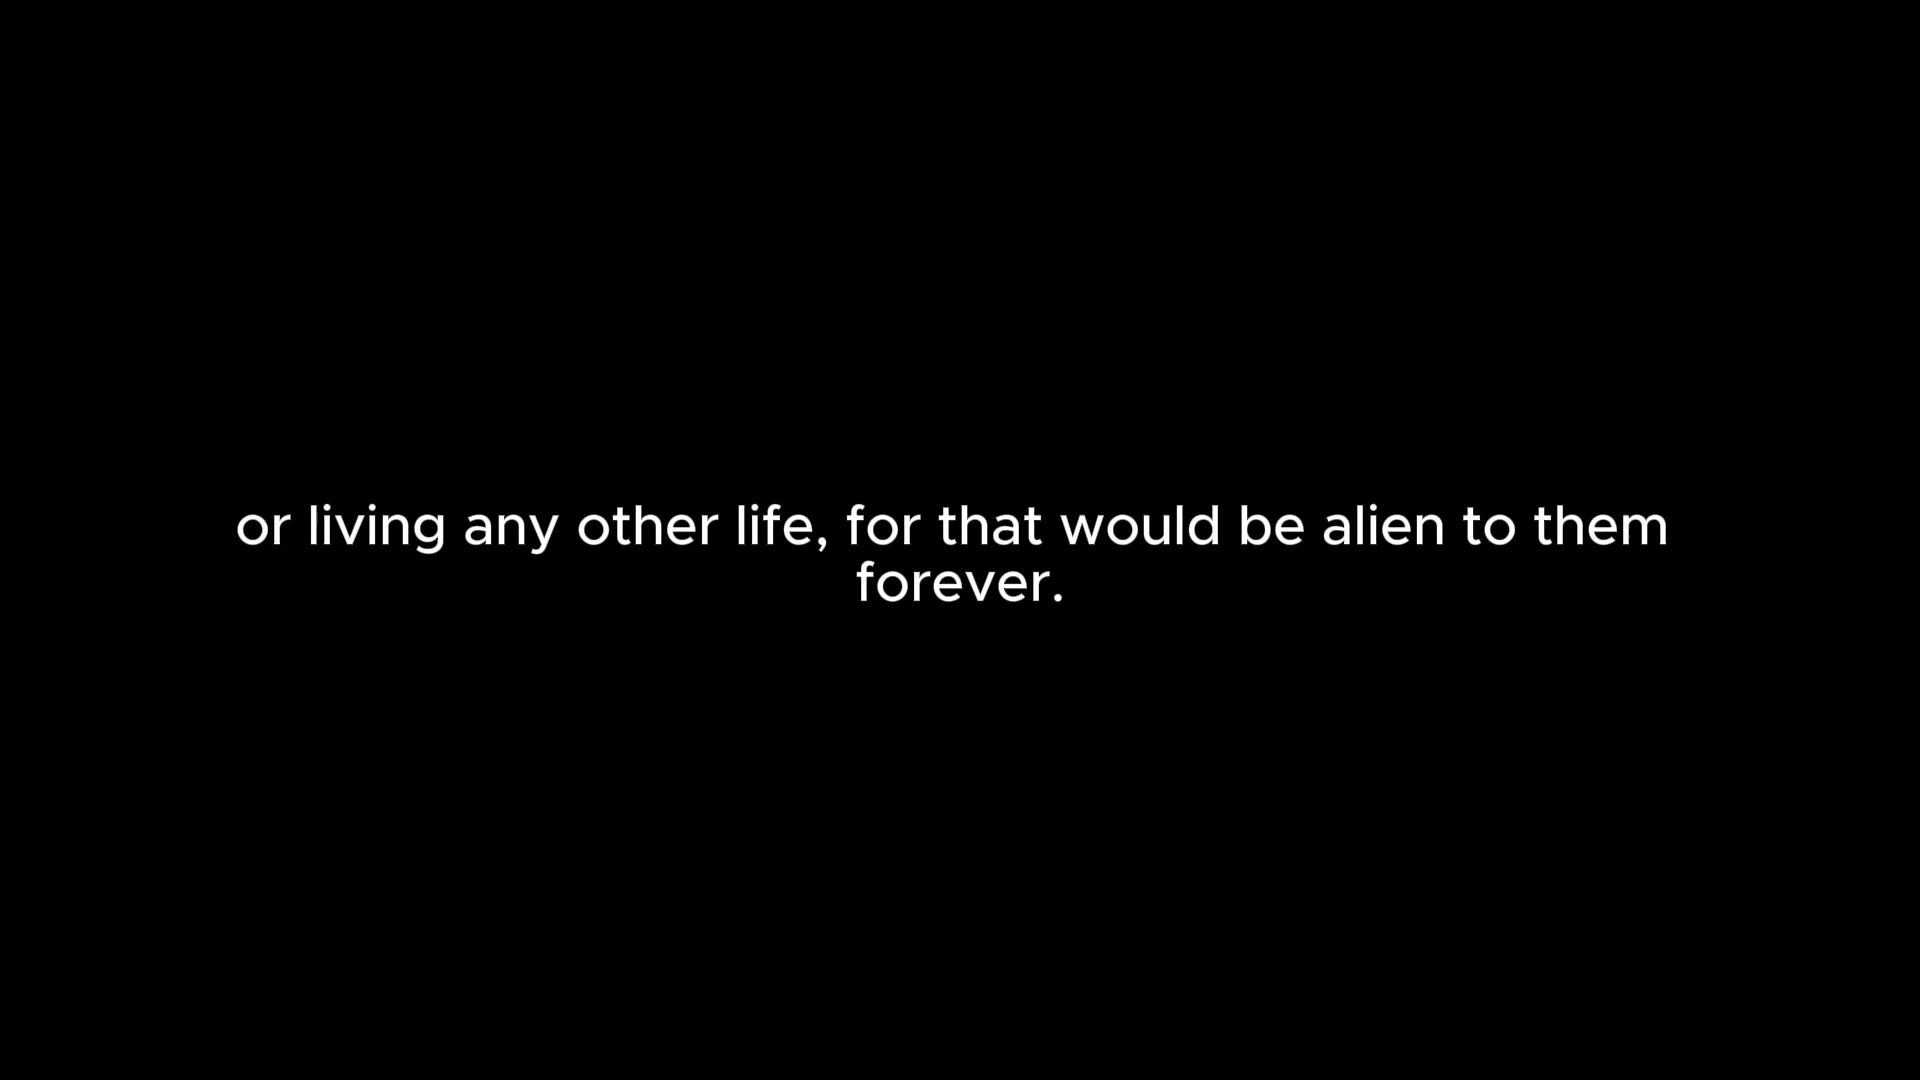 or living any other life, for that would be alien to them
forever.